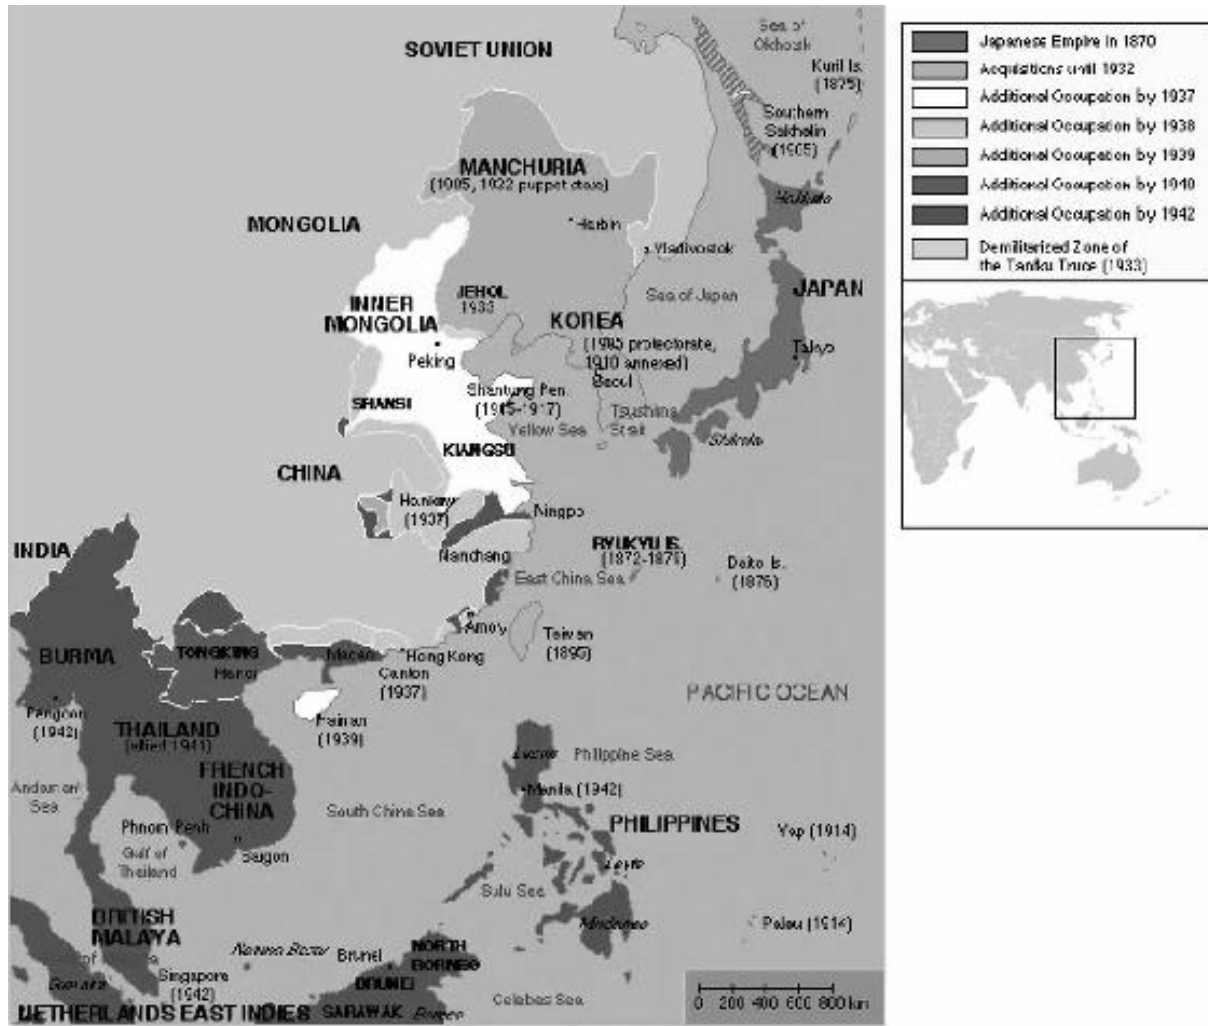 SOVIET UNION
Sea of
Okhotsk
Kuril Is.
(1875)
Southern
Sakhalin
(1905)
MANCHURIA
Hokkaido
MONGOLIA
Harbin
Vladivostok
JEHOL
1933
Sea of Japan
JAPAN
INNER
MONGOLIA
KOREA
(1905 protectorate,
1910 annexed)
Peking
Tokyo
Seoul
Shantung Pen.
(1915-1917)
SHANSI
Tsushima
Strait
Yellow Sea
Shikoku
KIANGSU
CHINA
Hankow
(1937)
Ningpo
Nanchang
INDIA
RYUKYU IS.
(1872-1879)
Daito Is.
(1876)
East China Sea
Amoy
Taiwan
(1895)
BURMA
TONGKING
Hanoi
Macao
Hong Kong
Canton
(1937)
PACIFIC OCEAN
Rangoon
(1942)
THAILAND
(allied 1941)
Hainan
(1939)
Luzon
Philippine Sea
FRENCH
INDO-
CHINA
Andaman
Sea
Manila (1942)
South China Sea
PHILIPPINES
Yap (1914)
Phnom Penh
Gulf of
Thailand
Saigon
Leyte
Sulu Sea
BRITISH
MALAYA
Mindanao
Palau (1914)
Natuna Besar
Brunei
NORTH
BORNEO
Singapore
(1942)
Sumatra
BRUNEI
Celebes Sea
NETHERLANDS EAST INDIES
SARAWAK
Borneo
0 200 400 600 800 km
Japanese Empire in 1870
Acquisitions until 1932
Additional Occupation by 1937
Additional Occupation by 1938
Additional Occupation by 1939
Additional Occupation by 1940
Additional Occupation by 1942
Demiliterized Zone of
the Tanku Truce (1933)